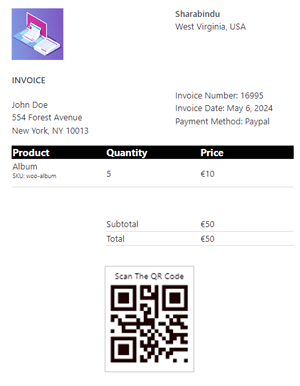 Sharabindu
West Virginia, USA
INVOICE
John Doe
554 Forest Avenue
New York, NY 10013
Invoice Number: 16995
Invoice Date: May 6, 2024
Payment Method: Paypal
Product Quantity Price
Album
SKU: woo-album
5 €10
Subtotal €50
Total €50
Scan The QR Code